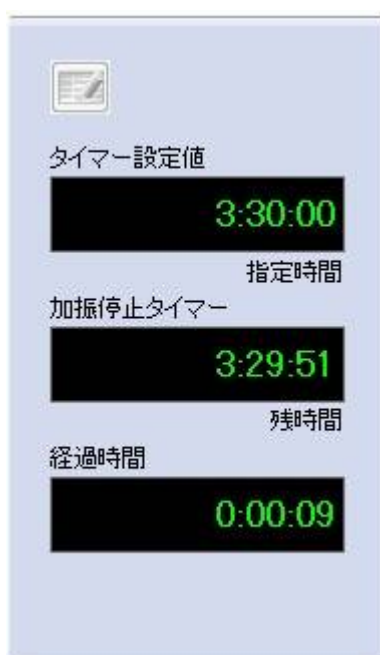 タイマー設定値
3:30:00
指定時間
加振停止タイマー
3:29:51
残時間
経過時間
0:00:09